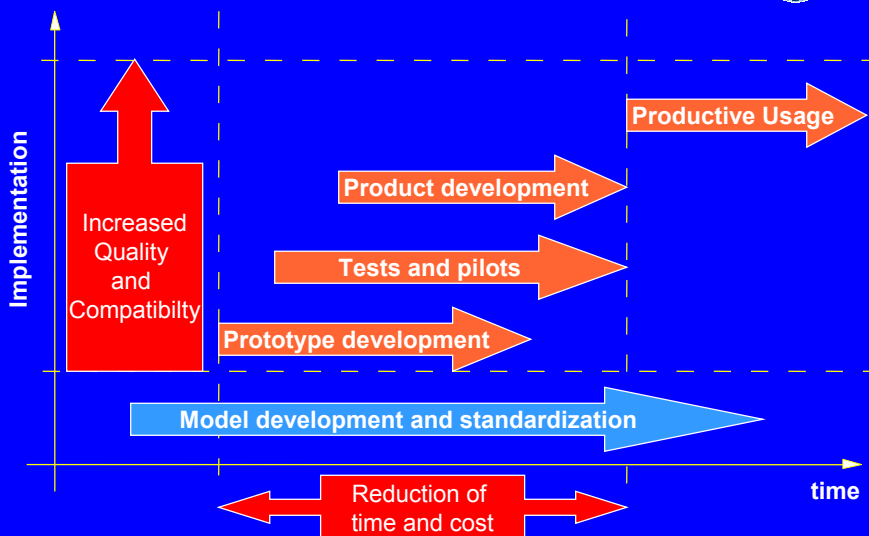 Implementation
Increased
Quality
and
Compatibilty
Productive Usage
Product development
Tests and pilots
Prototype development
Model development and standardization
time
Reduction of
time and cost